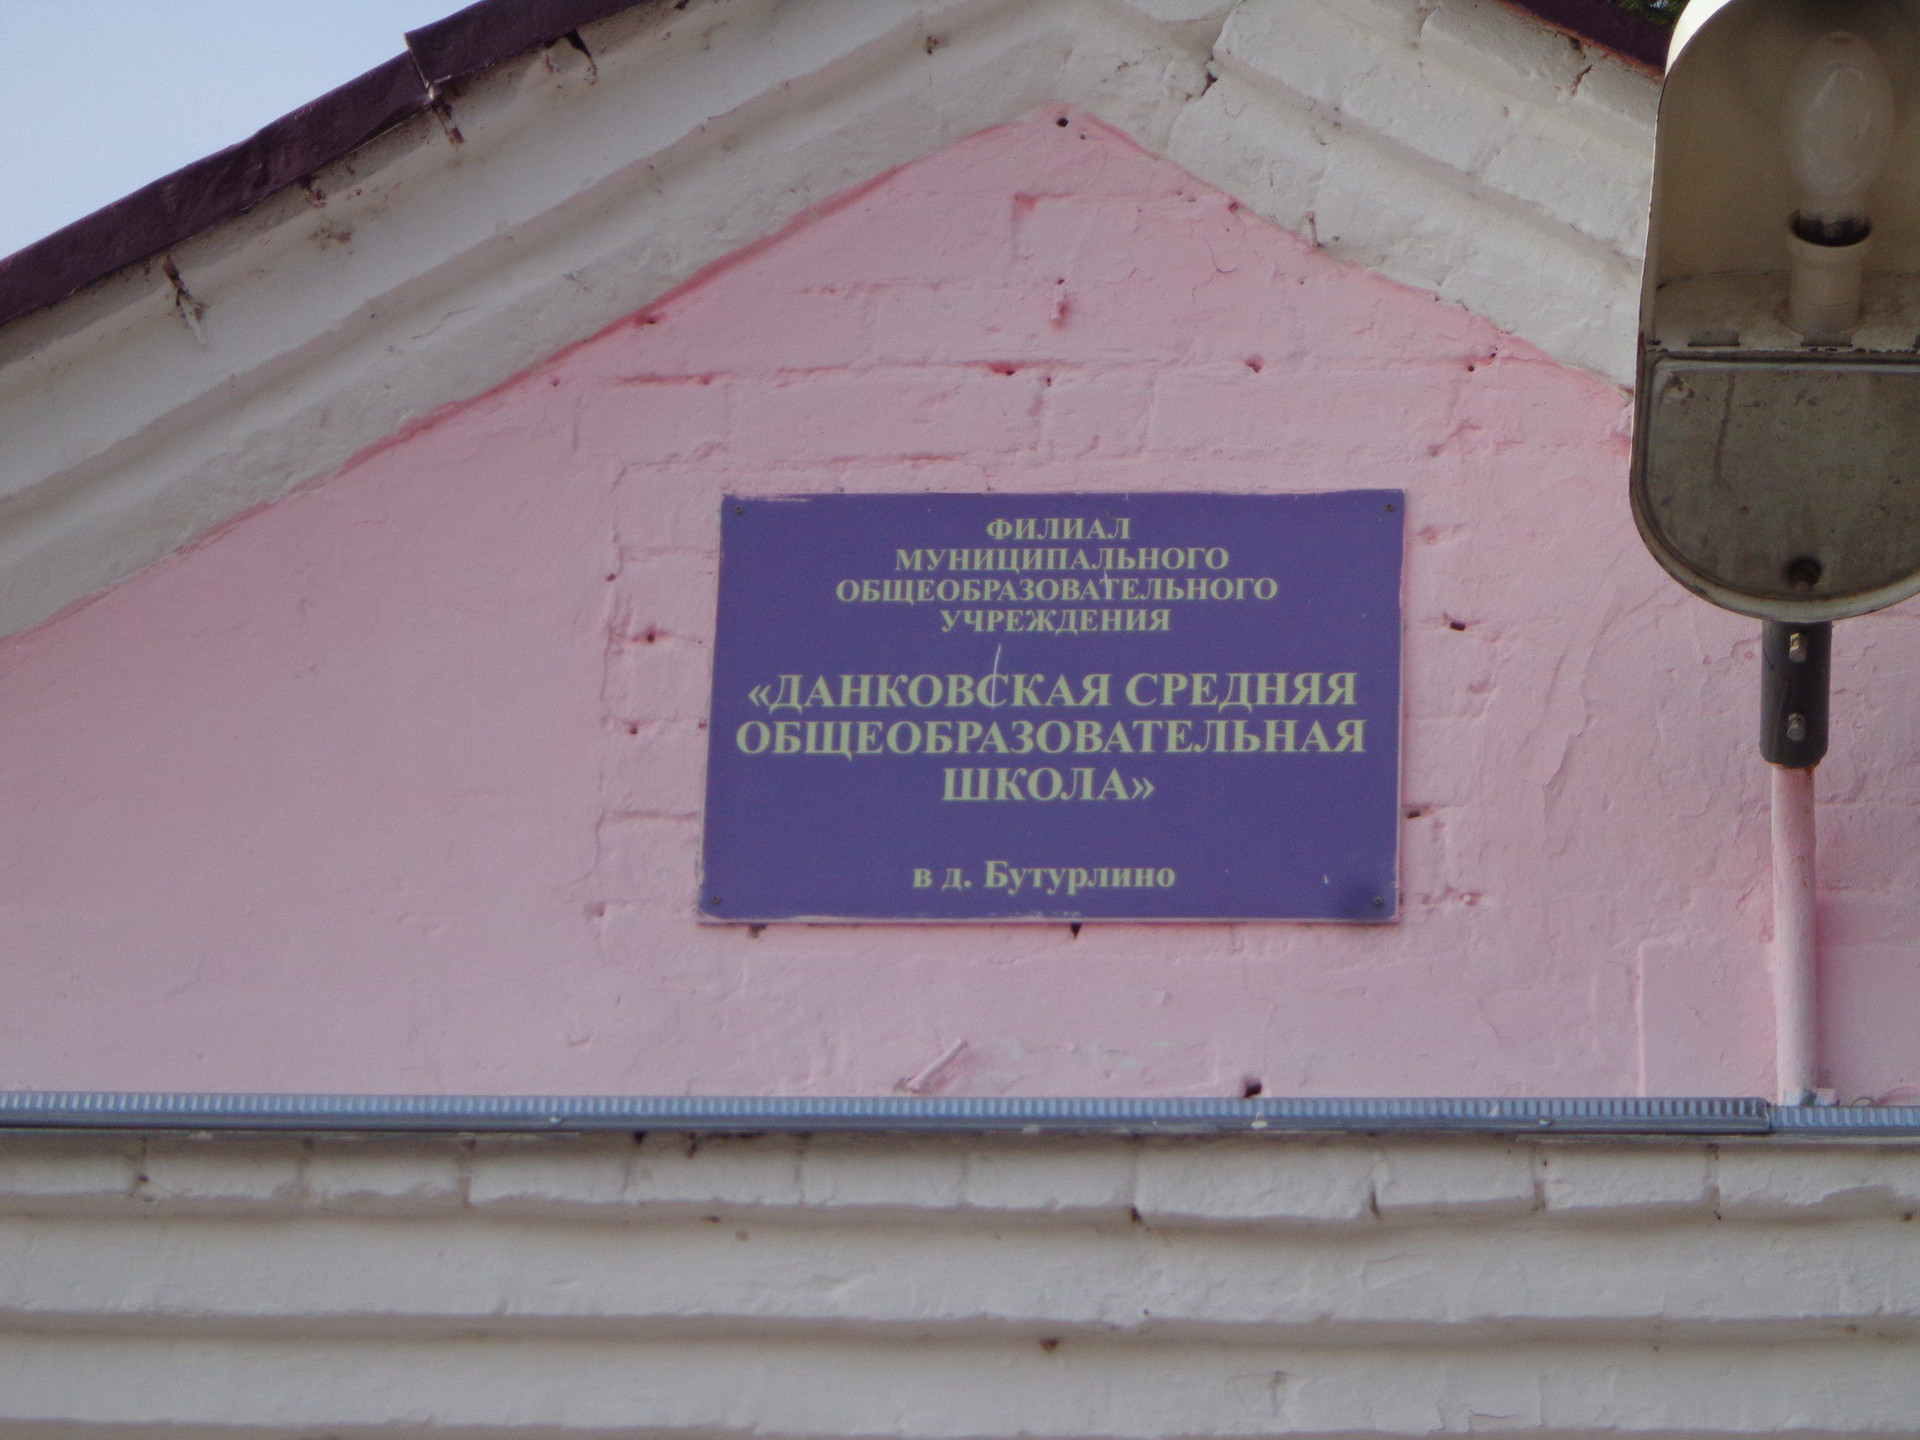 ФИЛИАЛ
МУНИЦИПАЛЬНОГО
ОБЩЕОБРАЗОВАТЕЛЬНОГО
УЧРЕЖДЕНИЯ
«ДАНКОВСКАЯ СРЕДНЯЯ
ОБЩЕОБРАЗОВАТЕЛЬНАЯ
ШКОЛА»
в д. Бутурлино